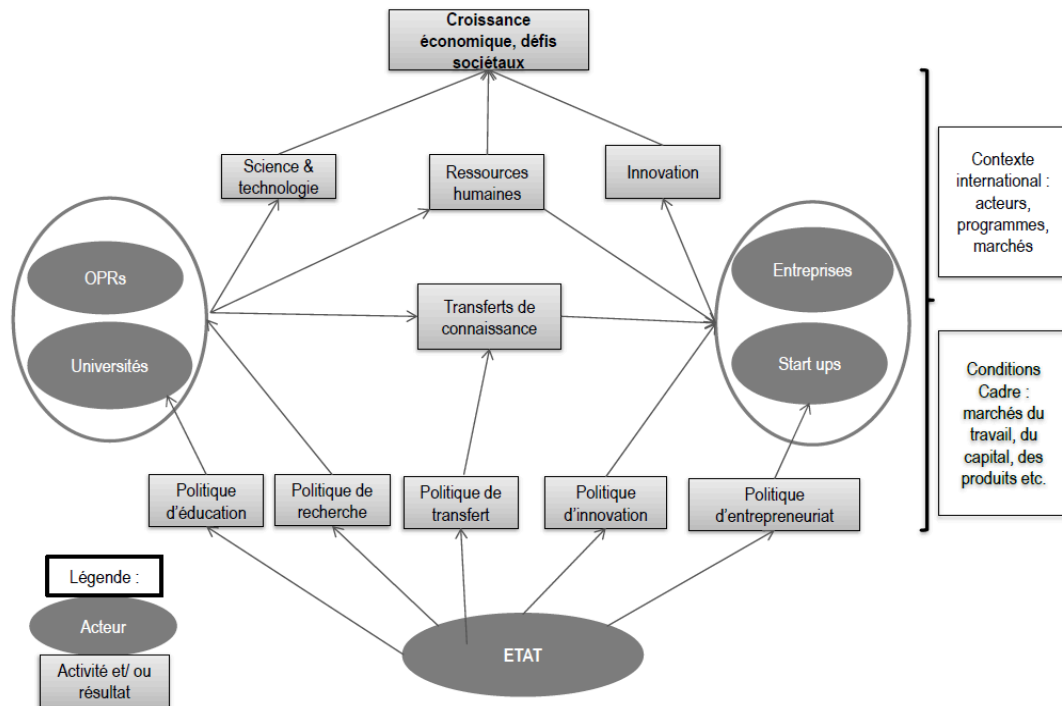 Croissance
économique, défis
sociétaux
Science &
technologie
Ressources
humaines
Innovation
Contexte
international :
acteurs,
programmes,
marchés
OPRs
Universités
Transferts de
connaissance
Entreprises
Start ups
Conditions
Cadre :
marchés du
travail, du
capital, des
produits etc.
Politique
d'éducation
Politique de
recherche
Politique de
transfert
Politique
d'innovation
Politique
d'entrepreneuriat
Légende :
Acteur
Activité et/ ou
résultat
ETAT